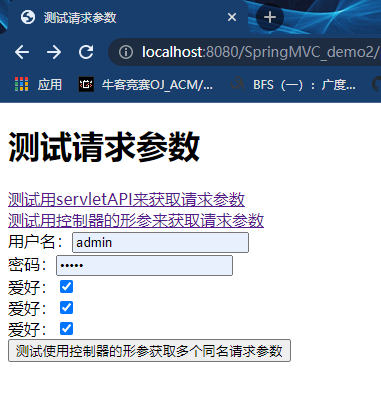 测试请求参数
localhost:8080/SpringMVC_demo2/
应用 牛客竞赛OJ_ACM/... BFS（一）：广度...
测试请求参数
测试用servletAPI来获取请求参数
测试用控制器的形参来获取请求参数
用户名：admin
密码：•••••
爱好：
爱好：
爱好：
测试使用控制器的形参获取多个同名请求参数